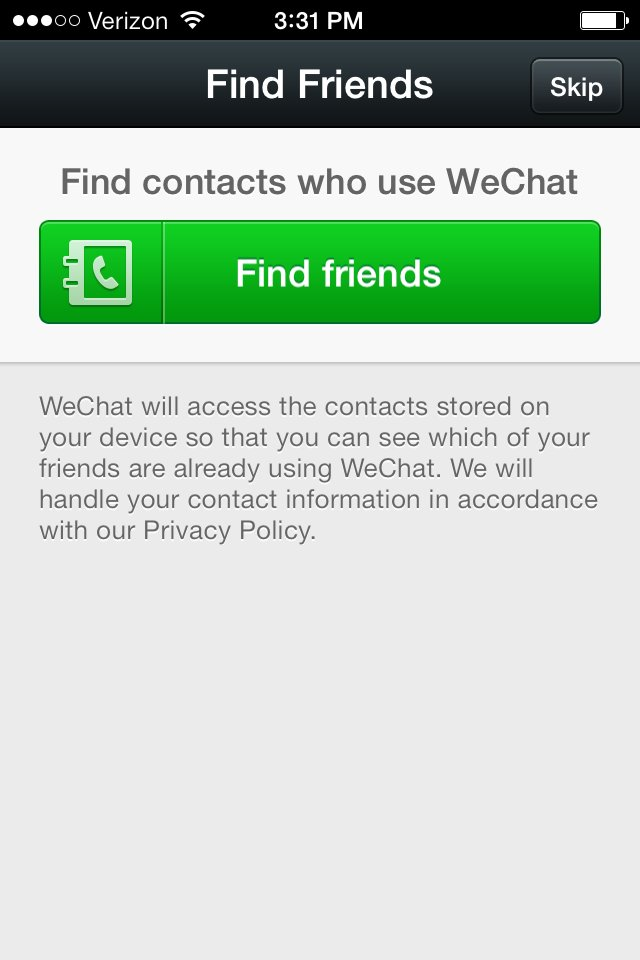 Verizon 3:31 PM
Find Friends Skip
Find contacts who use WeChat
Find friends
WeChat will access the contacts stored on
your device so that you can see which of your
friends are already using WeChat. We will
handle your contact information in accordance
with our Privacy Policy.